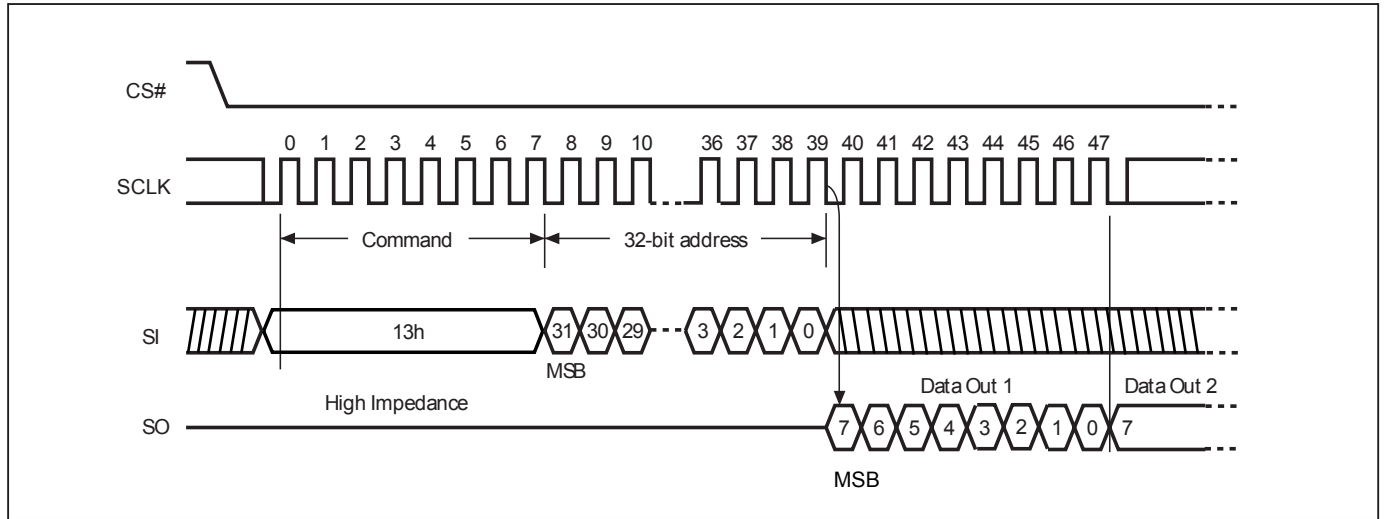 CS#
0 1 2 3 4 5 6 7 8 9 10 36 37 38 39 40 41 42 43 44 45 46 47
SCLK
Command 32-bit address
SI 13h 31 30 29 3 2 1 0
MSB
Data Out 1 Data Out 2
High Impedance
SO 7 6 5 4 3 2 1 0 7
MSB